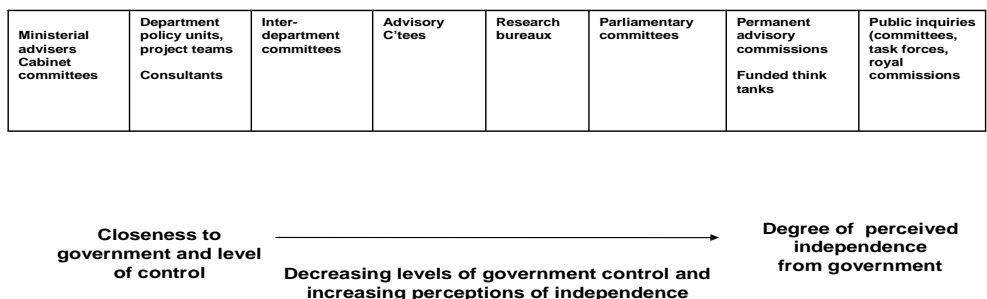 Ministerial
advisers
Cabinet
committees
Department
policy units,
project teams
Consultants
Inter-
department
committees
Advisory
C'tees
Research
bureaux
Parliamentary
committees
Permanent
advisory
commissions
Funded think
tanks
Public inquiries
(committees,
task forces,
royal
commissions
Closeness to
government and level
of control
Decreasing levels of government control and
increasing perceptions of independence
Degree of perceived
independence
from government